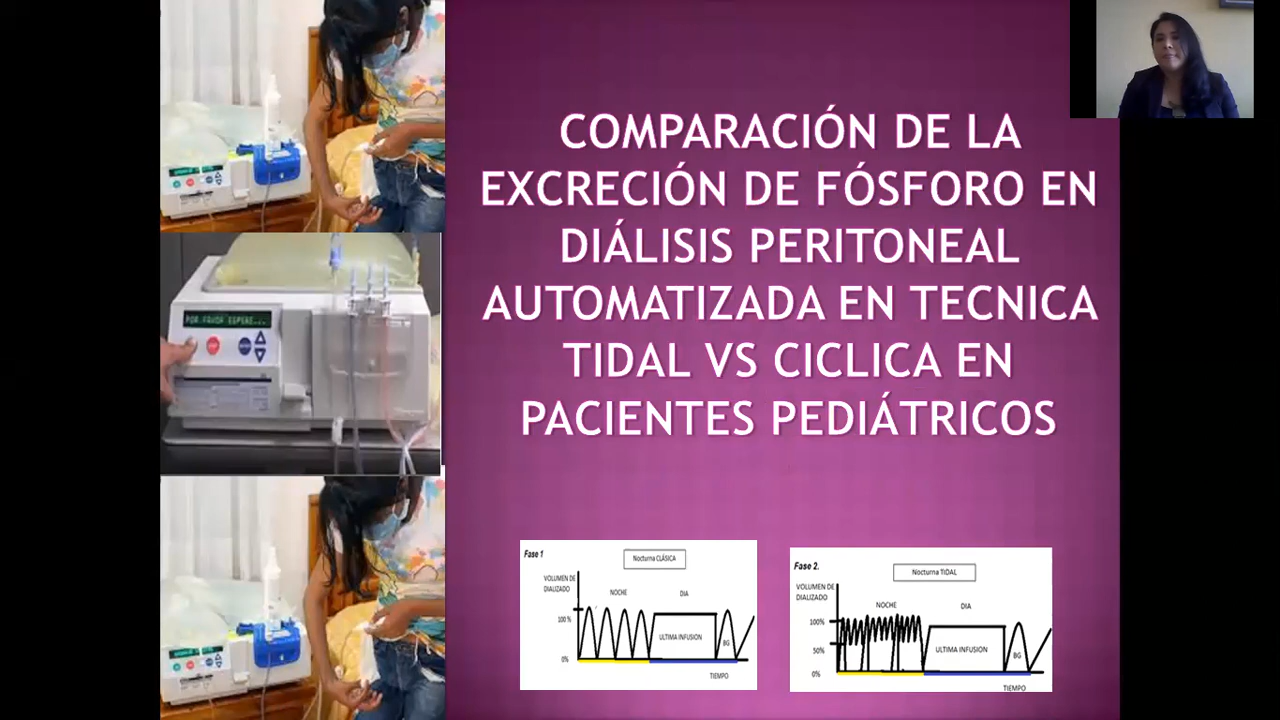 COMPARACIÓN DE LA
EXCRECIÓN DE FÓSFORO EN
DIÁLISIS PERITONEAL
AUTOMATIZADA EN TECNICA
TIDAL VS CICLICA EN
PACIENTES PEDIÁTRICOS
POR FAVOR ESPERE...
Fase 1
Nocturna CLÁSICA
VOLUMEN DE
DIALIZADO
NOCHE
DIA
100 %
ULTIMA INFUSION
BG
0%
TIEMPO
Fase 2.
Nocturna TIDAL
VOLUMEN DE
DIALIZADO
NOCHE
DIA
100%
50%
ULTIMA INFUSION
BG
0%
TIEMPO